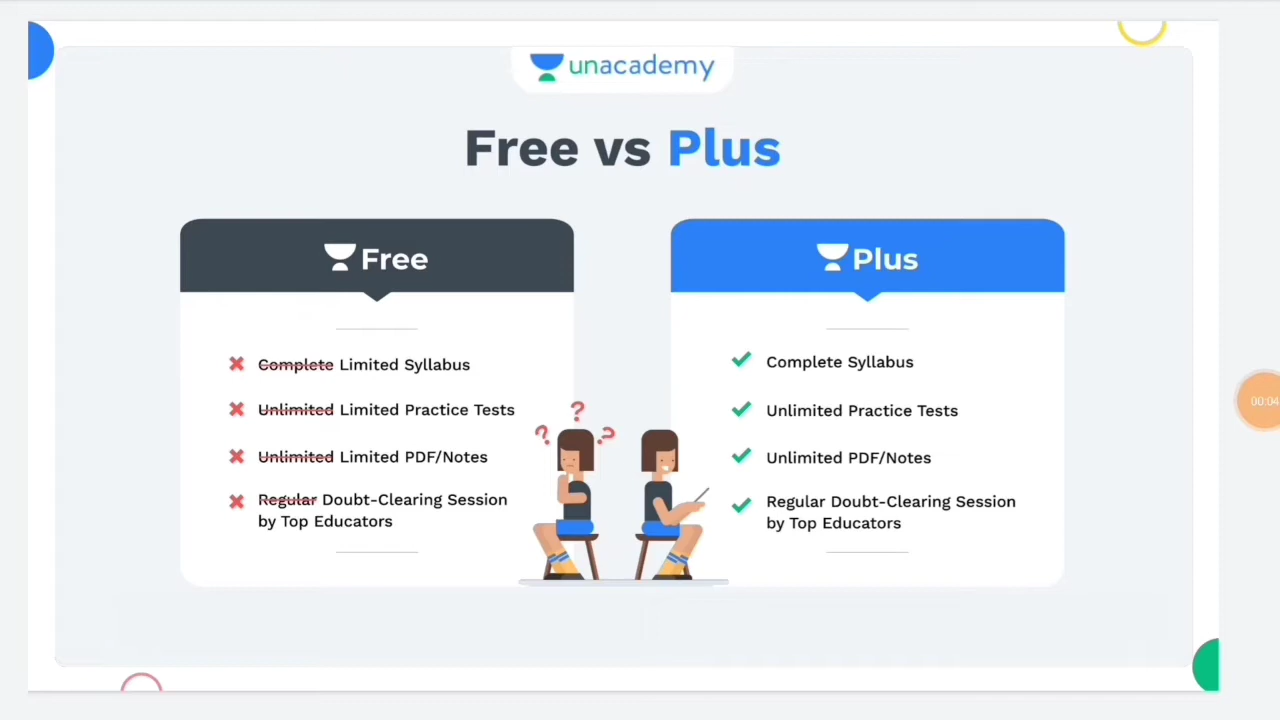 unacademy
Free vs Plus
Free
Complete Limited Syllabus
Unlimited Limited Practice Tests
Unlimited Limited PDF/Notes
Regular Doubt-Clearing Session
by Top Educators
Plus
Complete Syllabus
Unlimited Practice Tests
Unlimited PDF/Notes
Regular Doubt-Clearing Session
by Top Educators
? ? ?
00:04